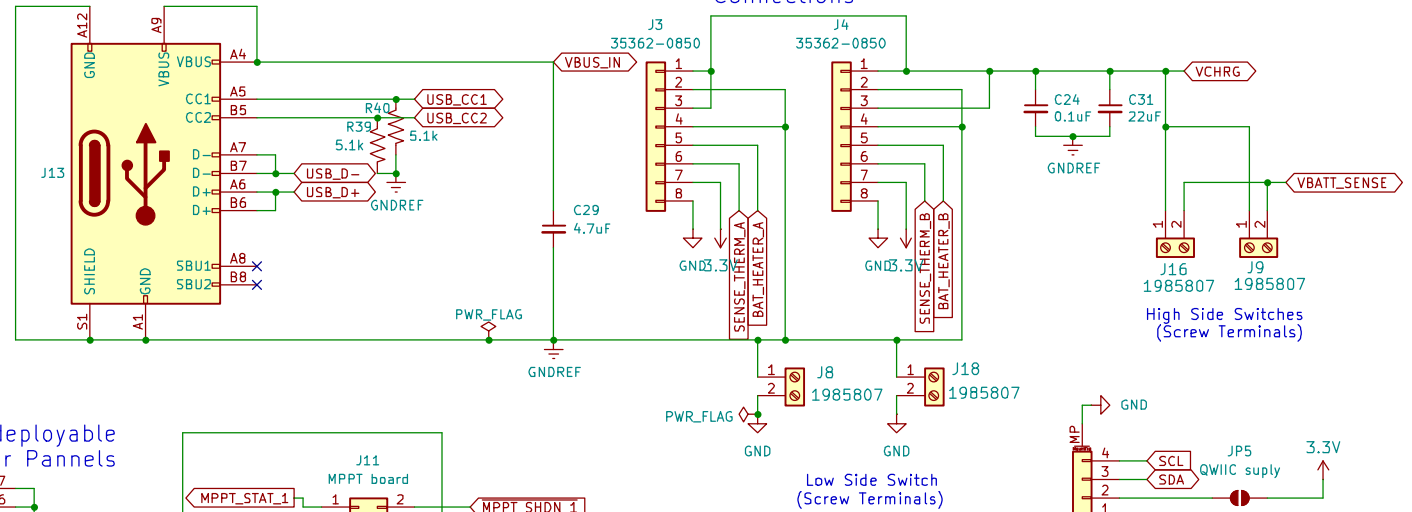 Connections
A12
A9
GND
VBUS
VBUS
A4
VBUS_IN
CC1
A5
USB_CC1
CC2
B5
USB_CC2
R40
5.1k
R39
5.1k
J13
D-
A7
D-
B7
USB_D-
D+
A6
USB_D+
D+
B6
GNDREF
SHIELD
GND
SBU1
A8
SBU2
B8
S1
A1
C29
4.7uF
PWR_FLAG
GNDREF
J3
35362-0850
1
2
3
4
5
6
7
8
GND
3.3V
SENSE_THERM_A
BAT_HEATER_A
J4
35362-0850
1
2
3
4
5
6
7
8
GND
3.3V
SENSE_THERM_B
BAT_HEATER_B
VCHRG
C24
0.1uF
C31
22uF
GNDREF
VBATT_SENSE
1
2
J16
1985807
1
2
J9
1985807
High Side Switches
(Screw Terminals)
1
2
J8
1985807
PWR_FLAG
GND
1
2
J18
1985807
GND
Low Side Switch
(Screw Terminals)
deployable
r Pannels
7
6
J11
MPPT board
MPPT_STAT_1
1
2
MPPT_SHDN_1
GND
MP
4
SCL
3
SDA
2
1
JP5
QWIIC suply
3.3V